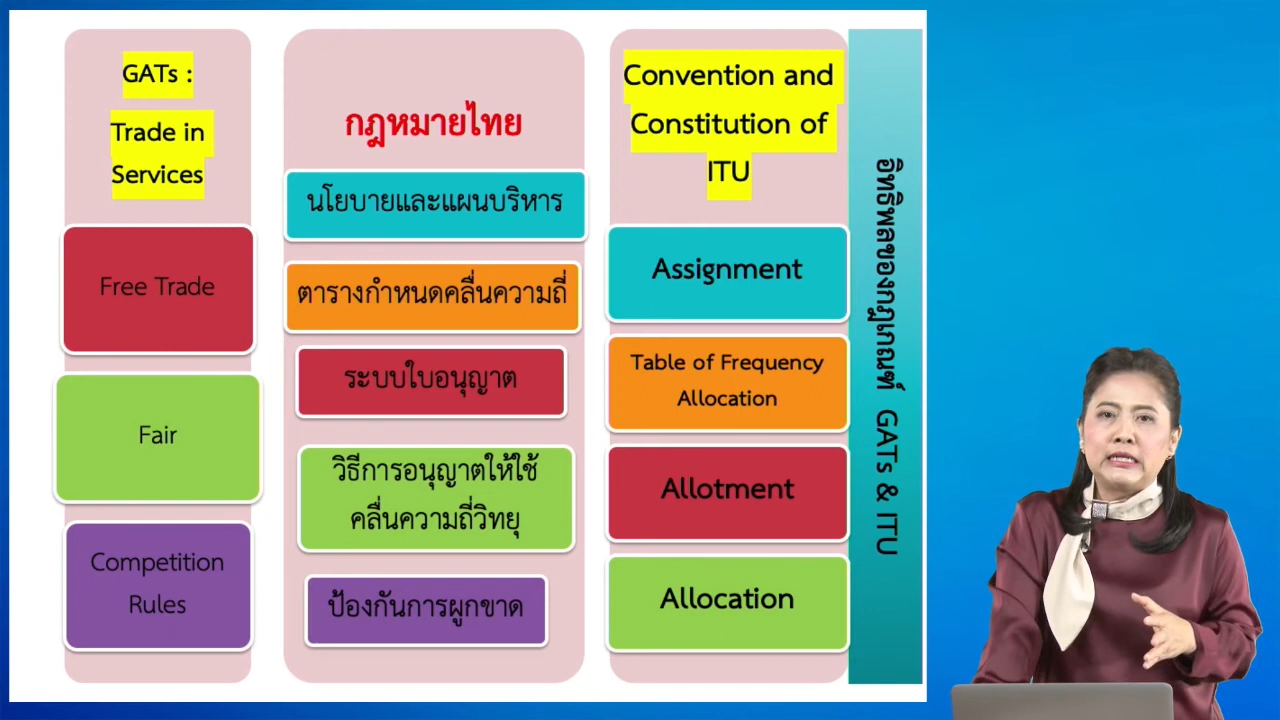 GATs :
Trade in
Services
Free Trade
Fair
Competition
Rules
กฎหมายไทย
นโยบายและแผนบริหาร
ตารางกำหนดคลื่นความถี่
ระบบใบอนุญาต
วิธีการอนุญาตให้ใช้
คลื่นความถี่วิทยุ
ป้องกันการผูกขาด
Convention and
Constitution of
ITU
Assignment
Table of Frequency
Allocation
Allotment
Allocation
อิทธิพลของกฎเกณฑ์ GATs & ITU